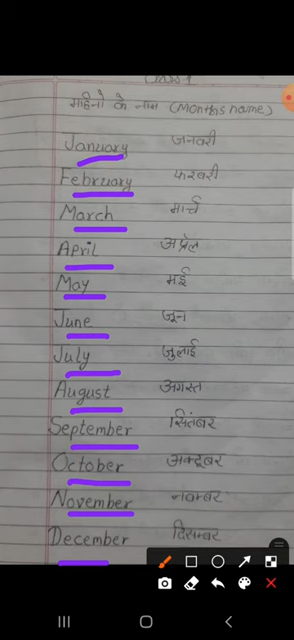 Class-1
महिनो के नाम (Months name)
January जनवरी
February फरवरी
March मार्च
April अप्रेल
May मई
June जून
July जुलाई
August अगस्त
September सितंबर
October अक्टूबर
November नवम्बर
December दिसम्बर